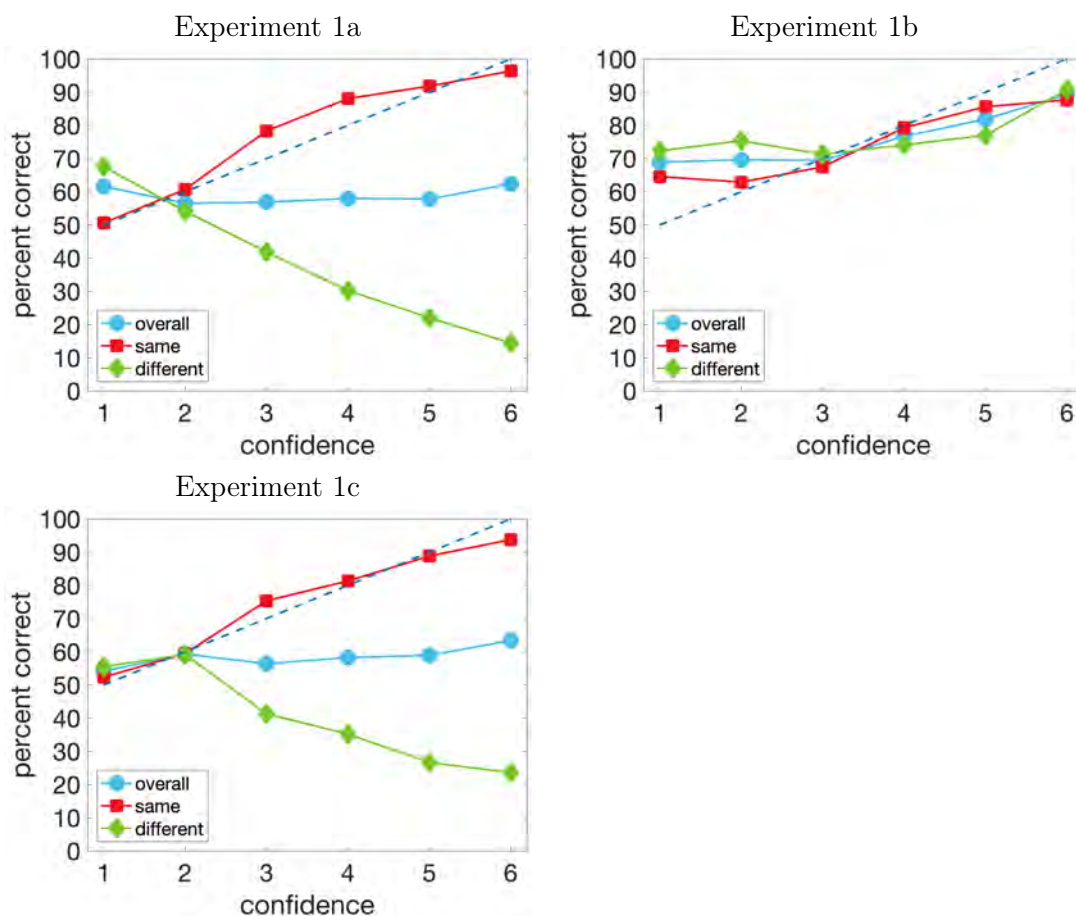 Experiment 1a
100
90
80
70
60
50
40
30
20
10
0
percent correct
overall
same
different
1 2 3 4 5 6
confidence
Experiment 1b
100
90
80
70
60
50
40
30
20
10
0
percent correct
overall
same
different
1 2 3 4 5 6
confidence
Experiment 1c
100
90
80
70
60
50
40
30
20
10
0
percent correct
overall
same
different
1 2 3 4 5 6
confidence